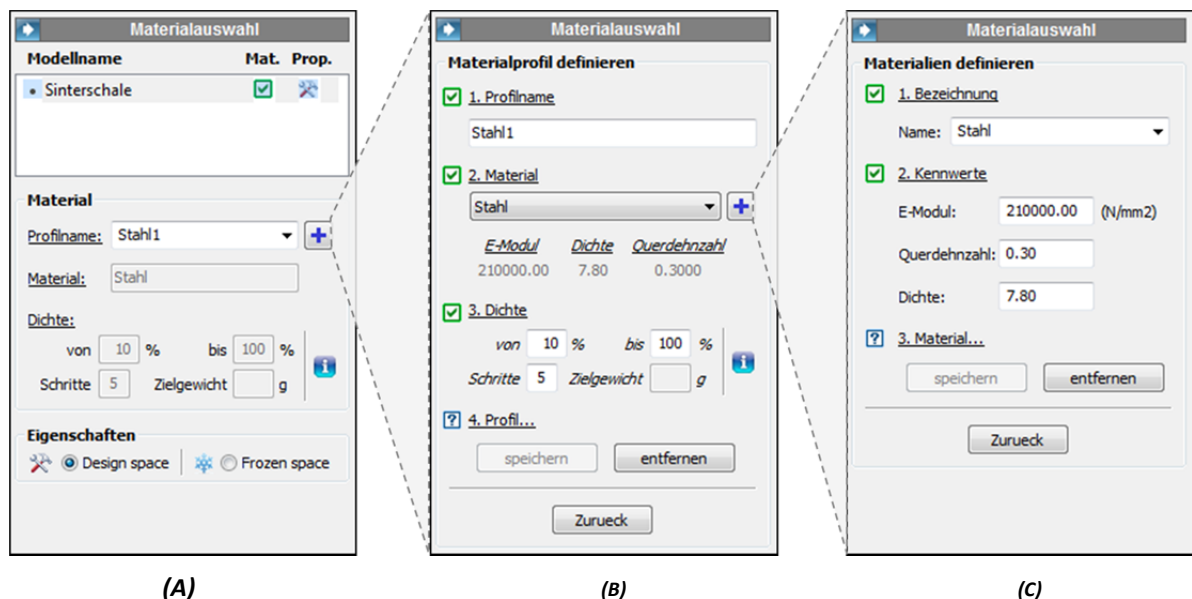 Materialauswahl
Modellname Mat. Prop.
Sinterschale
Material
Profilname: Stahl1
Material: Stahl
Dichte:
von 10 % bis 100 %
Schritte 5 Zielgewicht g
Eigenschaften
Design space Frozen space
(A)
Materialauswahl
Materialprofil definieren
1. Profilname
Stahl1
2. Material
Stahl
E-Modul Dichte Querdehnzahl
210000.00 7.80 0.3000
3. Dichte
von 10 % bis 100 %
Schritte 5 Zielgewicht g
4. Profil...
speichern entfernen
Zurueck
(B)
Materialauswahl
Materialien definieren
1. Bezeichnung
Name: Stahl
2. Kennwerte
E-Modul: 210000.00 (N/mm2)
Querdehnzahl: 0.30
Dichte: 7.80
3. Material...
speichern entfernen
Zurueck
(C)